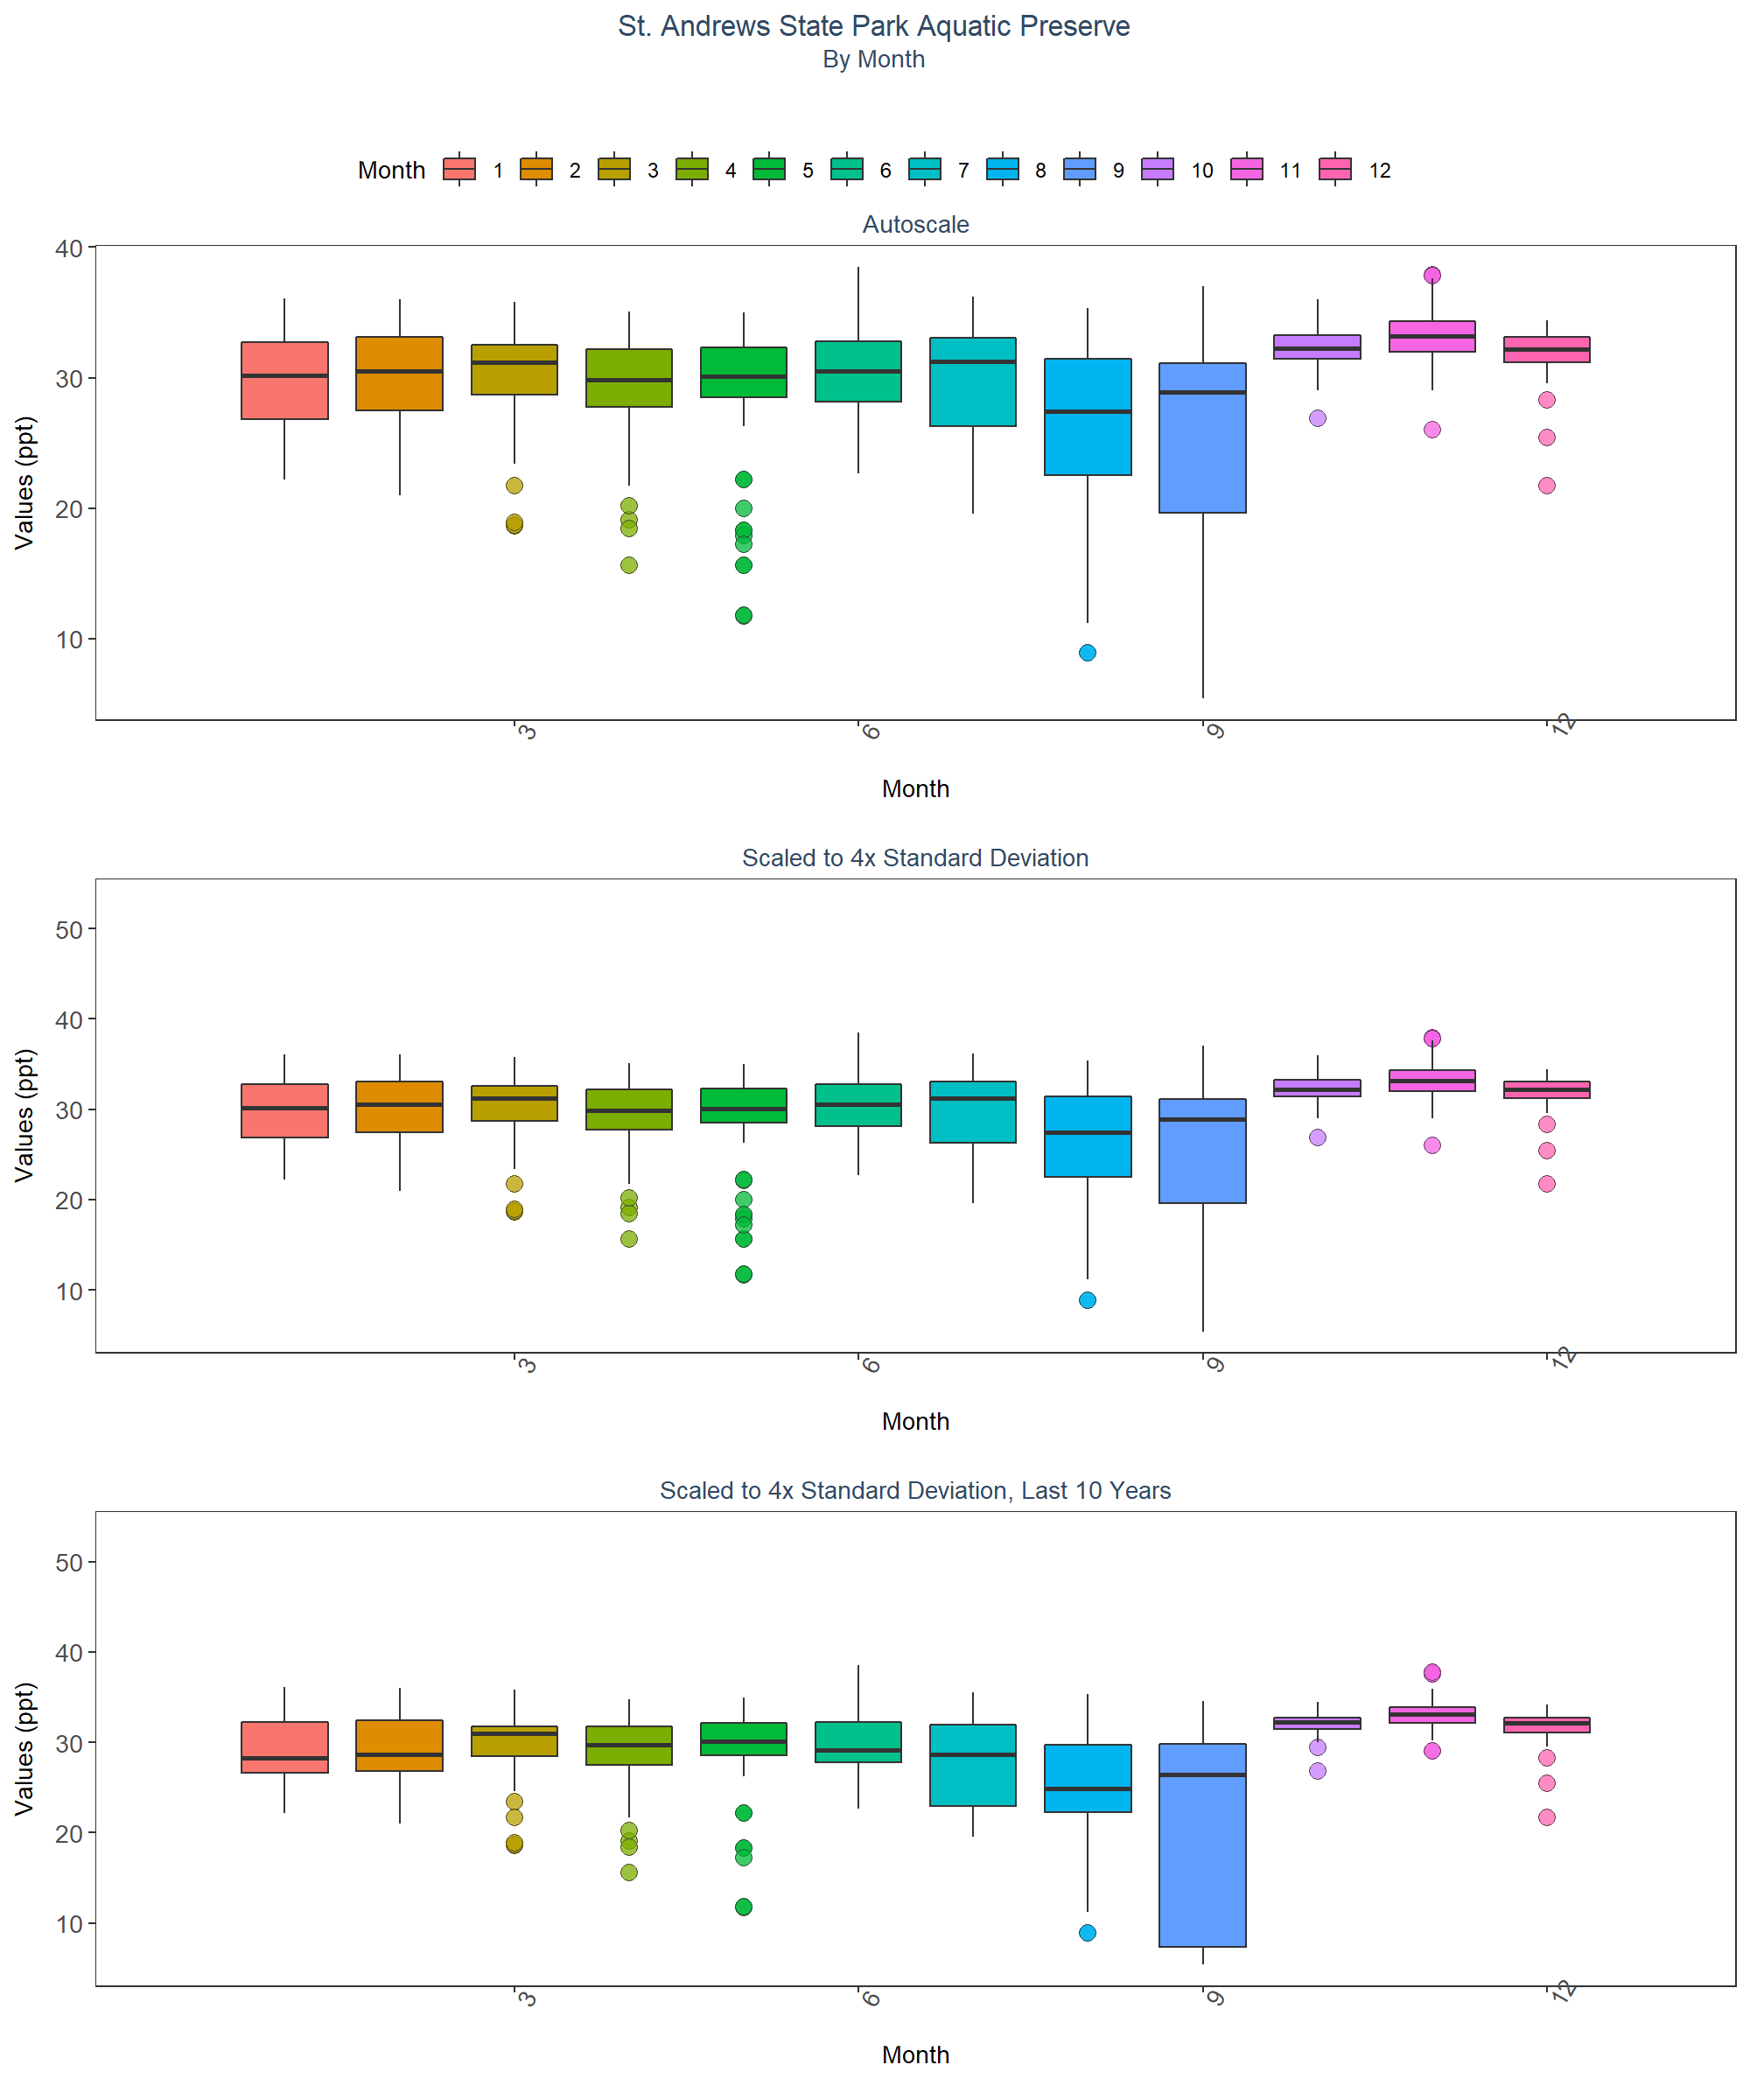 St. Andrews State Park Aquatic Preserve
By Month
Month 1 2 3 4 5 6 7 8 9 10 11 12
Autoscale
40
30
20
10
Values (ppt)
3 6 9 12
Month
Scaled to 4x Standard Deviation
50
40
30
20
10
Values (ppt)
3 6 9 12
Month
Scaled to 4x Standard Deviation, Last 10 Years
50
40
30
20
10
Values (ppt)
3 6 9 12
Month